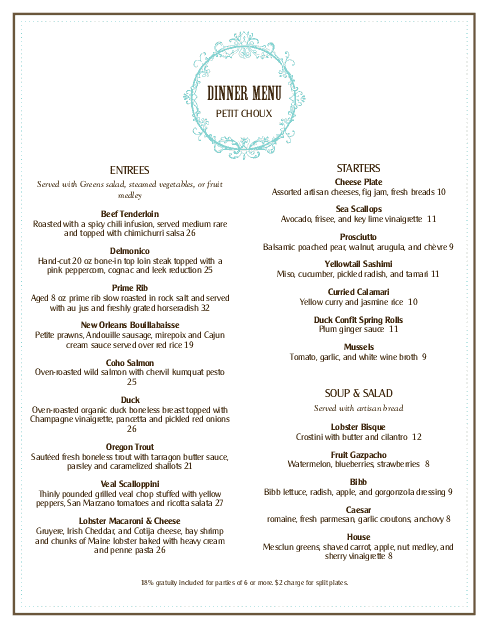 DINNER MENU
PETIT CHOUX
ENTREES
Served with Greens salad, steamed vegetables, or fruit
medley
Beef Tenderloin
Roasted with a spicy chili infusion, served medium rare
and topped with chimichurri salsa 26
Delmonico
Hand-cut 20 oz bone-in top loin steak topped with a
pink peppercorn, cognac and leek reduction 25
Prime Rib
Aged 8 oz prime rib slow roasted in rock salt and served
with au jus and freshly grated horseradish 32
New Orleans Bouillabaisse
Petite prawns, Andouille sausage, mirepoix and Cajun
cream sauce served over red rice 19
Coho Salmon
Oven-roasted wild salmon with chervil kumquat pesto
25
Duck
Oven-roasted organic duck boneless breast topped with
Champagne vinaigrette, pancetta and pickled red onions
26
Oregon Trout
Sautéed fresh boneless trout with tarragon butter sauce,
parsley and caramelized shallots 21
Veal Scalloppini
Thinly pounded grilled veal chop stuffed with yellow
peppers, San Marzano tomatoes and ricotta salata 27
Lobster Macaroni & Cheese
Gruyere, Irish Cheddar, and Cotija cheese, bay shrimp
and chunks of Maine lobster baked with heavy cream
and penne pasta 26
STARTERS
Cheese Plate
Assorted artisan cheeses, fig jam, fresh breads 10
Sea Scallops
Avocado, frisee, and key lime vinaigrette 11
Prosciutto
Balsamic poached pear, walnut, arugula, and chèvre 9
Yellowtail Sashimi
Miso, cucumber, pickled radish, and tamari 11
Curried Calamari
Yellow curry and jasmine rice 10
Duck Confit Spring Rolls
Plum ginger sauce 11
Mussels
Tomato, garlic, and white wine broth 9
SOUP & SALAD
Served with artisan bread
Lobster Bisque
Crostini with butter and cilantro 12
Fruit Gazpacho
Watermelon, blueberries, strawberries 8
Bibb
Bibb lettuce, radish, apple, and gorgonzola dressing 9
Caesar
romaine, fresh parmesan, garlic croutons, anchovy 8
House
Mesclun greens, shaved carrot, apple, nut medley, and
sherry vinaigrette 8
18% gratuity included for parties of 6 or more. $2 charge for split plates.